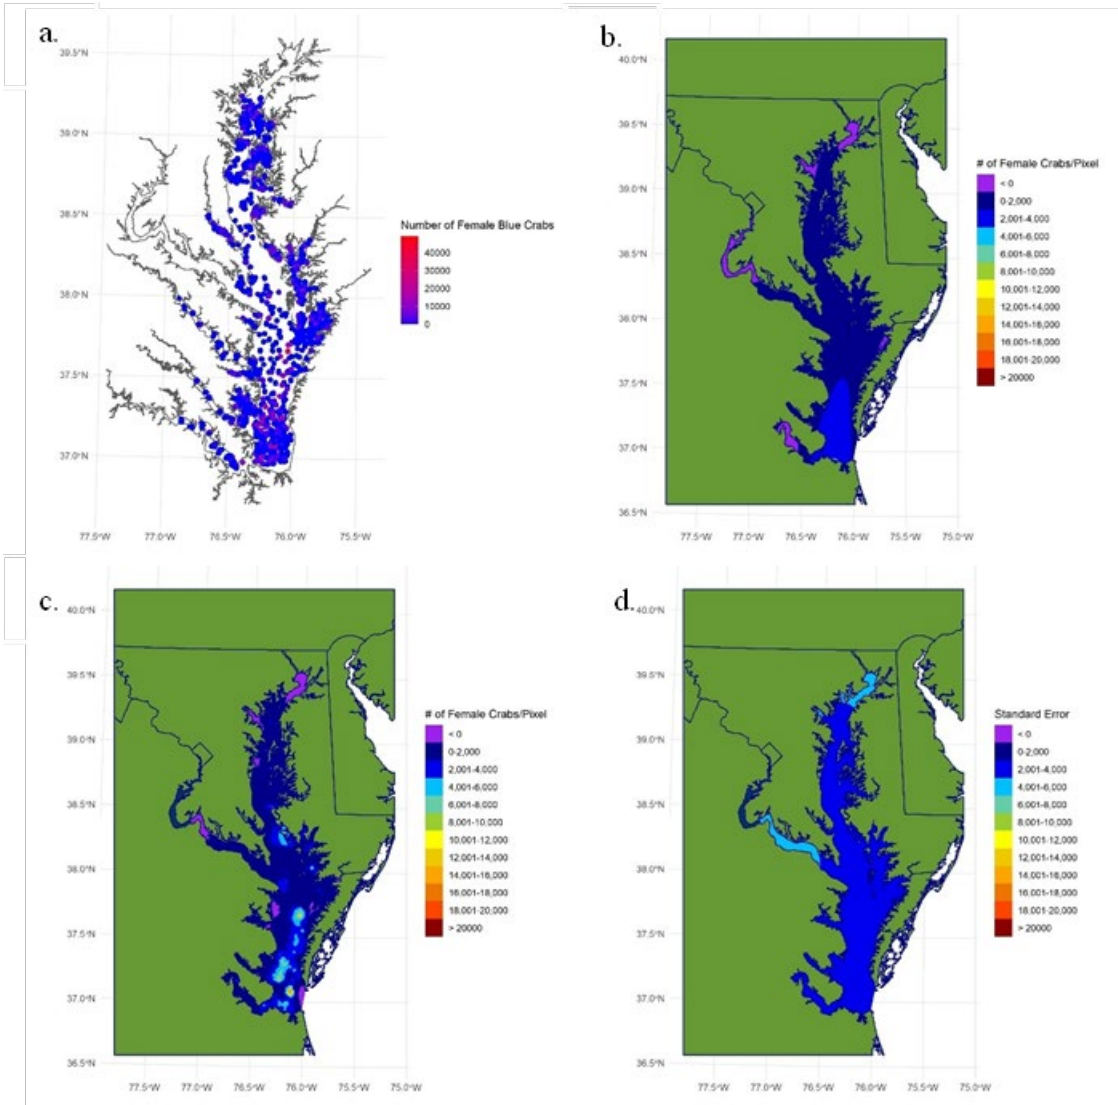 a.
39.5°N
39.0°N
38.5°N
38.0°N
37.5°N
37.0°N
77.5°W 77.0°W 76.5°W 76.0°W 75.5°W
Number of Female Blue Crabs
40000
30000
20000
10000
0
b.
40.0°N
39.5°N
39.0°N
38.5°N
38.0°N
37.5°N
37.0°N
36.5°N
77.5°W 77.0°W 76.5°W 76.0°W 75.5°W 75.0°W
# of Female Crabs/Pixel
< 0
0-2,000
2,001-4,000
4,001-6,000
6,001-8,000
8,001-10,000
10,001-12,000
12,001-14,000
14,001-16,000
16,001-18,000
18,001-20,000
> 20000
c.
40.0°N
39.5°N
39.0°N
38.5°N
38.0°N
37.5°N
37.0°N
36.5°N
77.5°W 77.0°W 76.5°W 76.0°W 75.5°W 75.0°W
# of Female Crabs/Pixel
< 0
0-2,000
2,001-4,000
4,001-6,000
6,001-8,000
8,001-10,000
10,001-12,000
12,001-14,000
14,001-16,000
16,001-18,000
18,001-20,000
> 20000
d.
40.0°N
39.5°N
39.0°N
38.5°N
38.0°N
37.5°N
37.0°N
36.5°N
77.5°W 77.0°W 76.5°W 76.0°W 75.5°W 75.0°W
Standard Error
< 0
0-2,000
2,001-4,000
4,001-6,000
6,001-8,000
8,001-10,000
10,001-12,000
12,001-14,000
14,001-16,000
16,001-18,000
18,001-20,000
> 20000